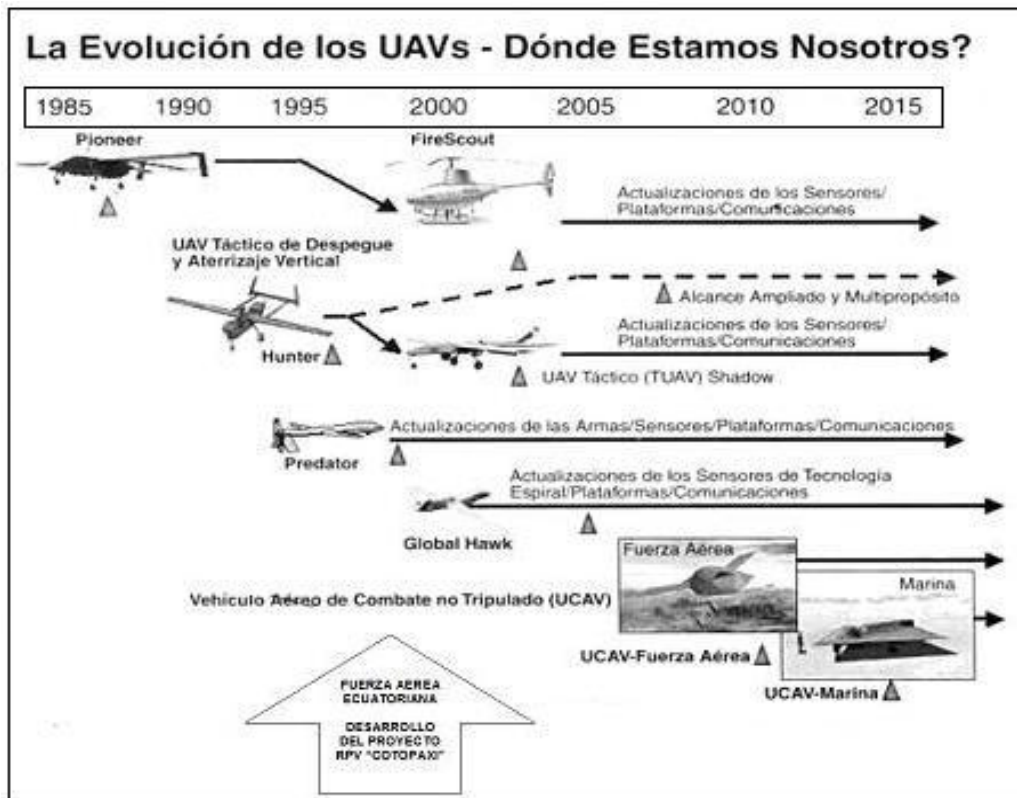 La Evolución de los UAVs - Dónde Estamos Nosotros?
1985 1990 1995 2000 2005 2010 2015
Pioneer
FireScout
Actualizaciones de los Sensores/
Plataformas/Comunicaciones
UAV Táctico de Despegue
y Aterrizaje Vertical
Alcance Ampliado y Multipropósito
Hunter
Actualizaciones de los Sensores/
Plataformas/Comunicaciones
UAV Táctico (TUAV) Shadow
Actualizaciones de las Armas/Sensores/Plataformas/Comunicaciones
Predator
Actualizaciones de los Sensores de Tecnología
Espiral/Plataformas/Comunicaciones
Global Hawk
Fuerza Aérea
Marina
Vehículo Aéreo de Combate no Tripulado (UCAV)
UCAV-Fuerza Aérea
UCAV-Marina
FUERZA AEREA
ECUATORIANA
DESARROLLO
DEL PROYECTO
RPV "COTOPAXI"